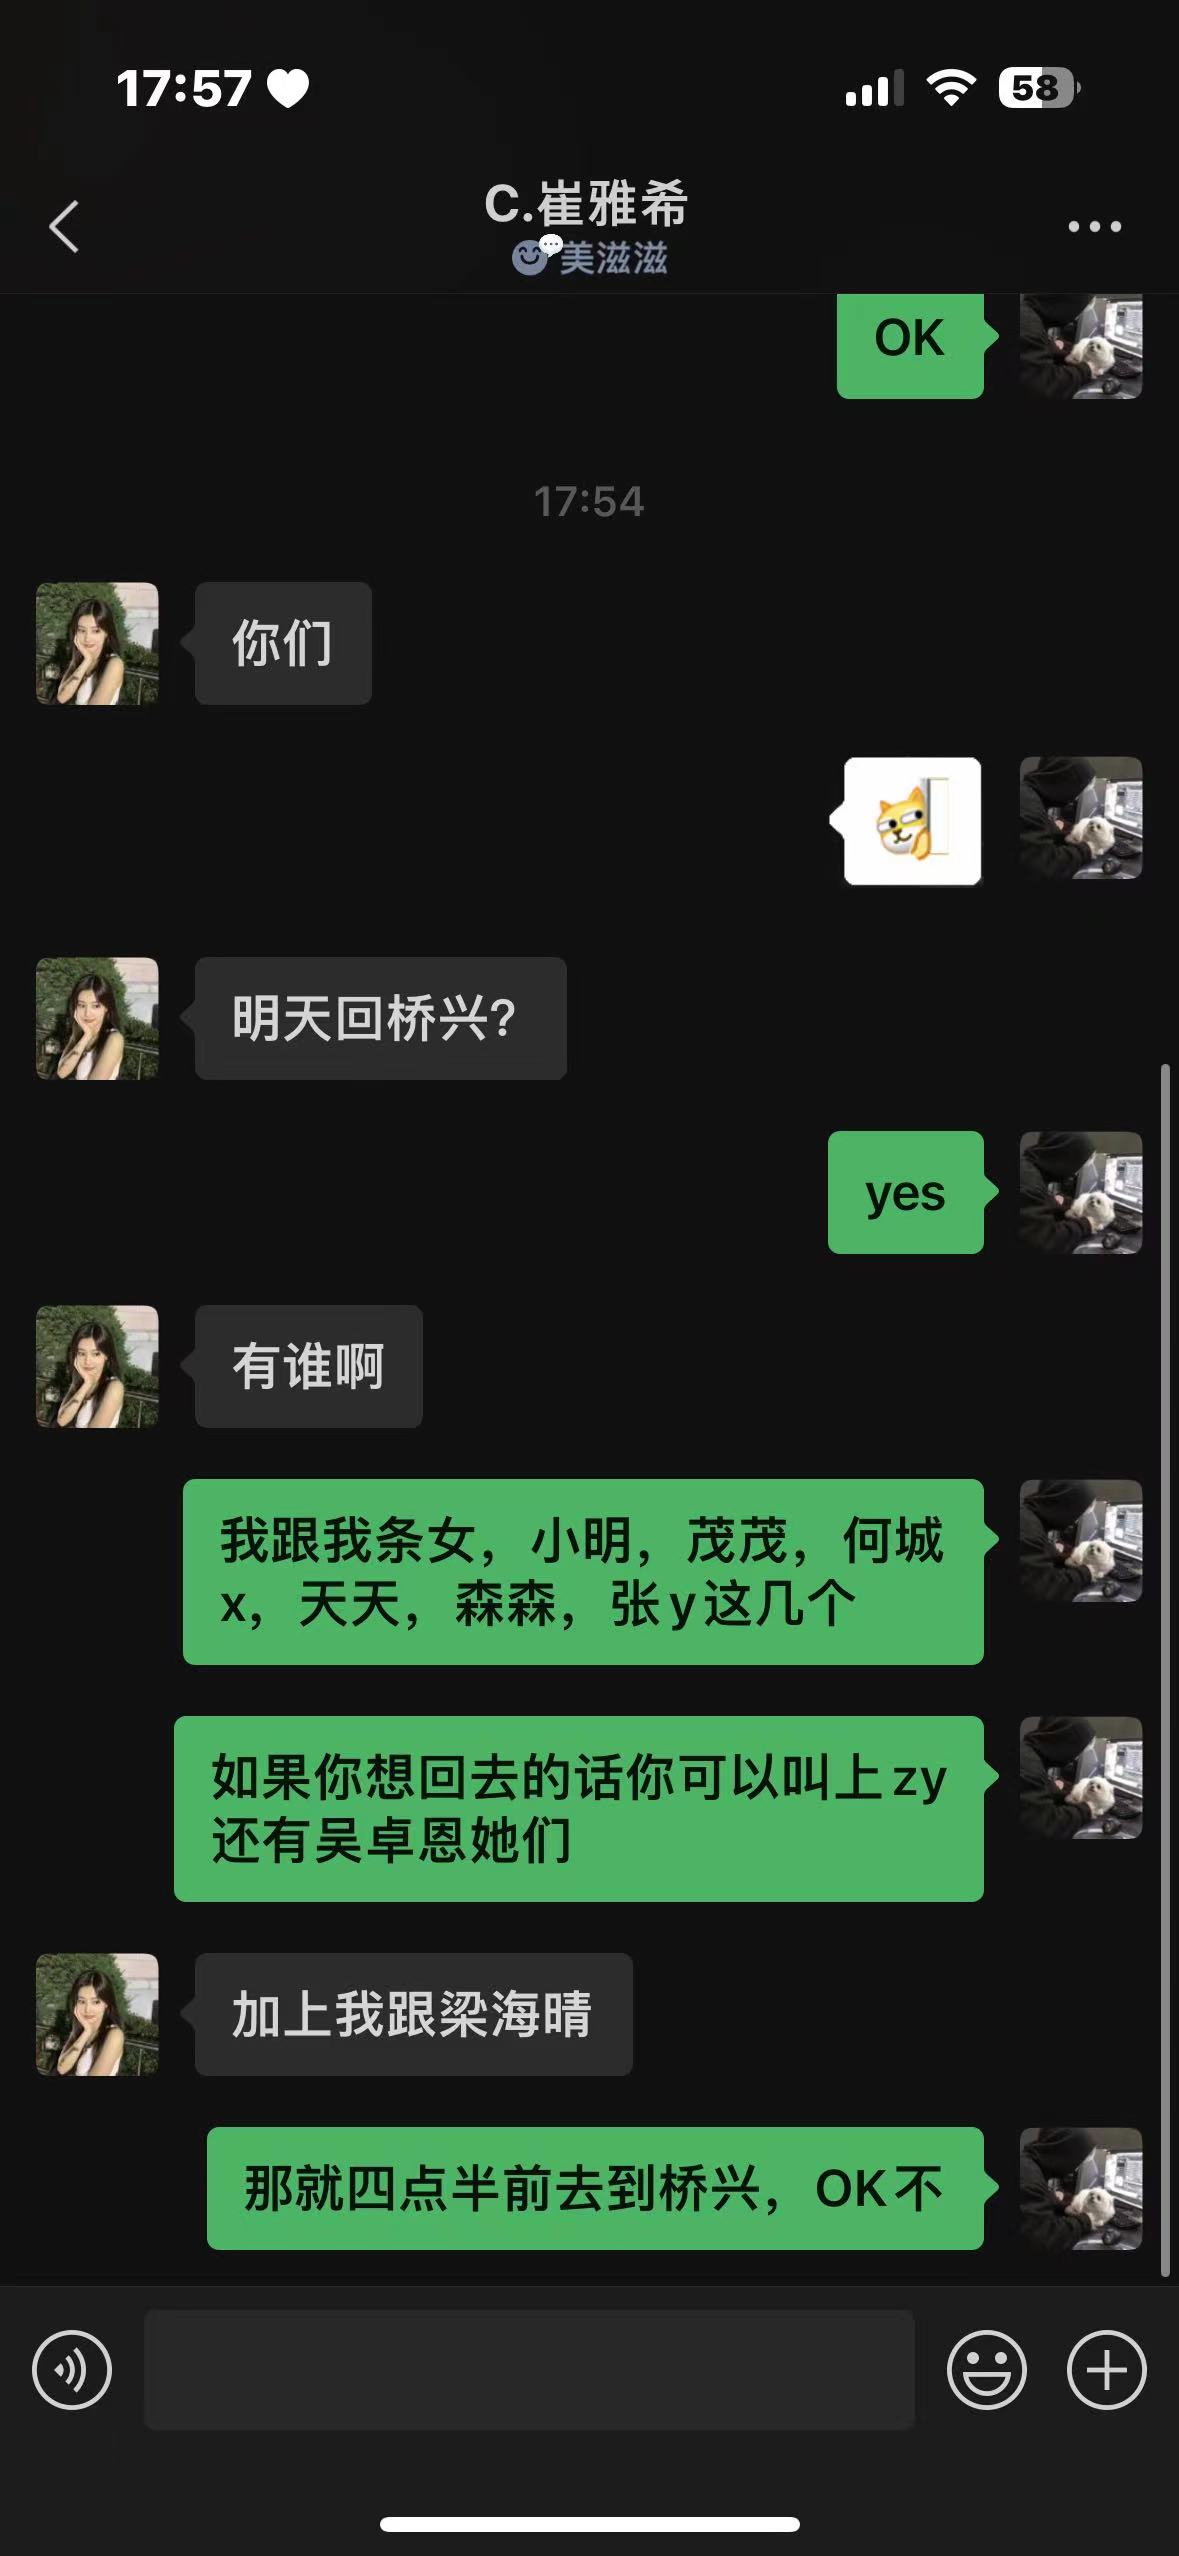 17:57
58
C.崔雅希
美滋滋
OK
17:54
你们
明天回桥兴?
yes
有谁啊
我跟我条女，小明，茂茂，何城
x，天天，森森，张y这几个
如果你想回去的话你可以叫上zy
还有吴卓恩她们
加上我跟梁海晴
那就四点半前去到桥兴，OK不